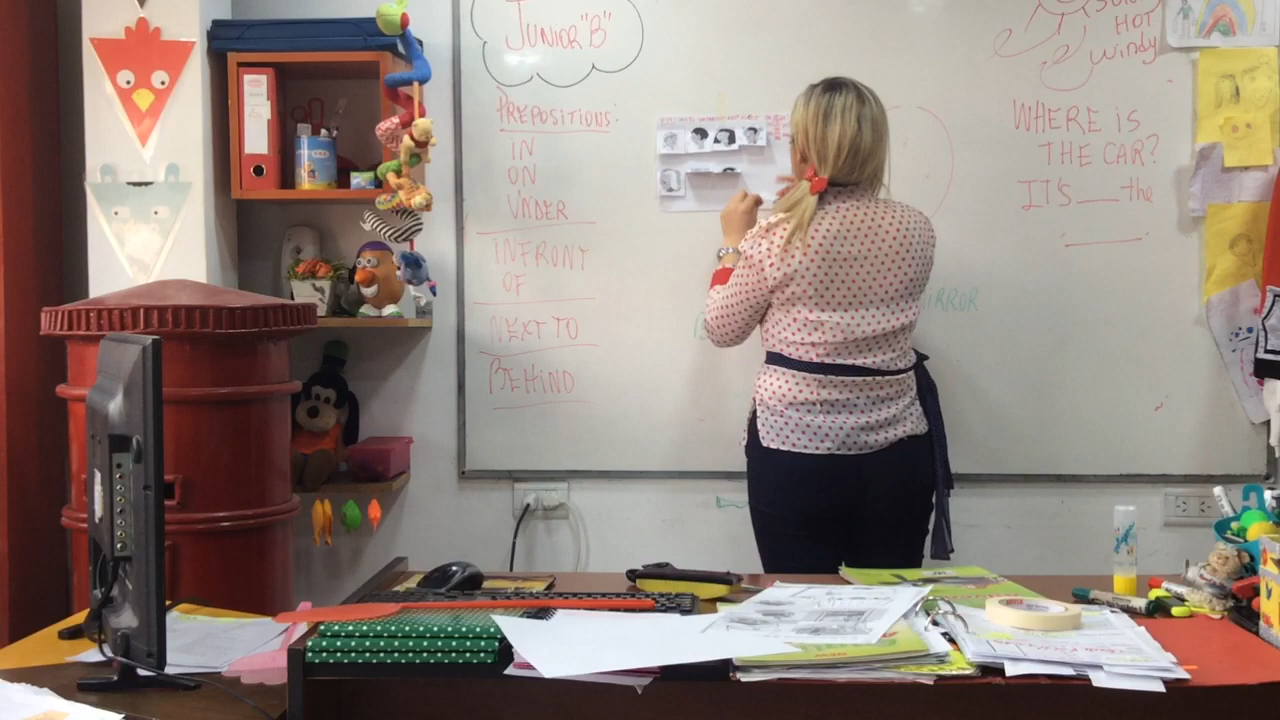 JUNIOR "B"
PREPOSITIONS:
IN
ON
UNDER
INFRONT
OF
NEXT TO
BEHIND
HOT
windy
WHERE is
THE CAR?
IT'S ___ the
___.